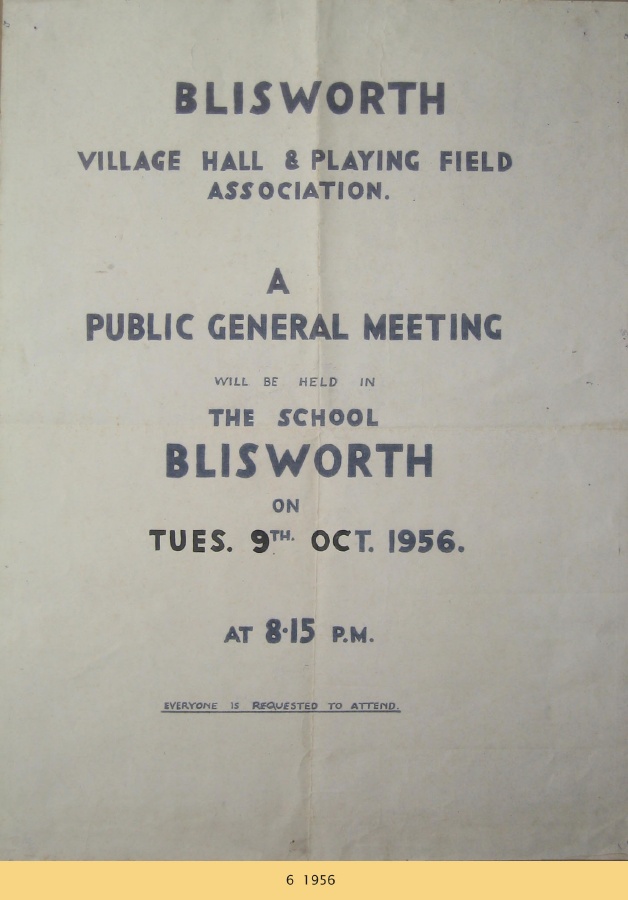 BLISWORTH
VILLAGE HALL & PLAYING FIELD
ASSOCIATION.
A
PUBLIC GENERAL MEETING
WILL BE HELD IN
THE SCHOOL
BLISWORTH
ON
TUES. 9TH. OCT. 1956.
AT 8·15 P.M.
EVERYONE IS REQUESTED TO ATTEND.
6 1956